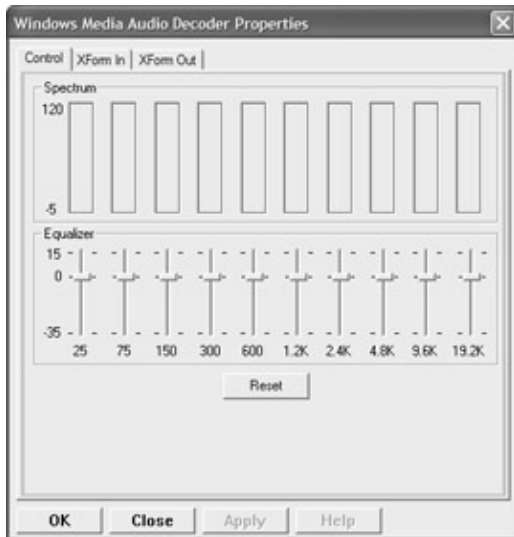 Windows Media Audio Decoder Properties
Control XForm In XForm Out
Spectrum
120
-5
Equalizer
15
0
-35
25 75 150 300 600 1.2K 2.4K 4.8K 9.6K 19.2K
Reset
OK Close Apply Help